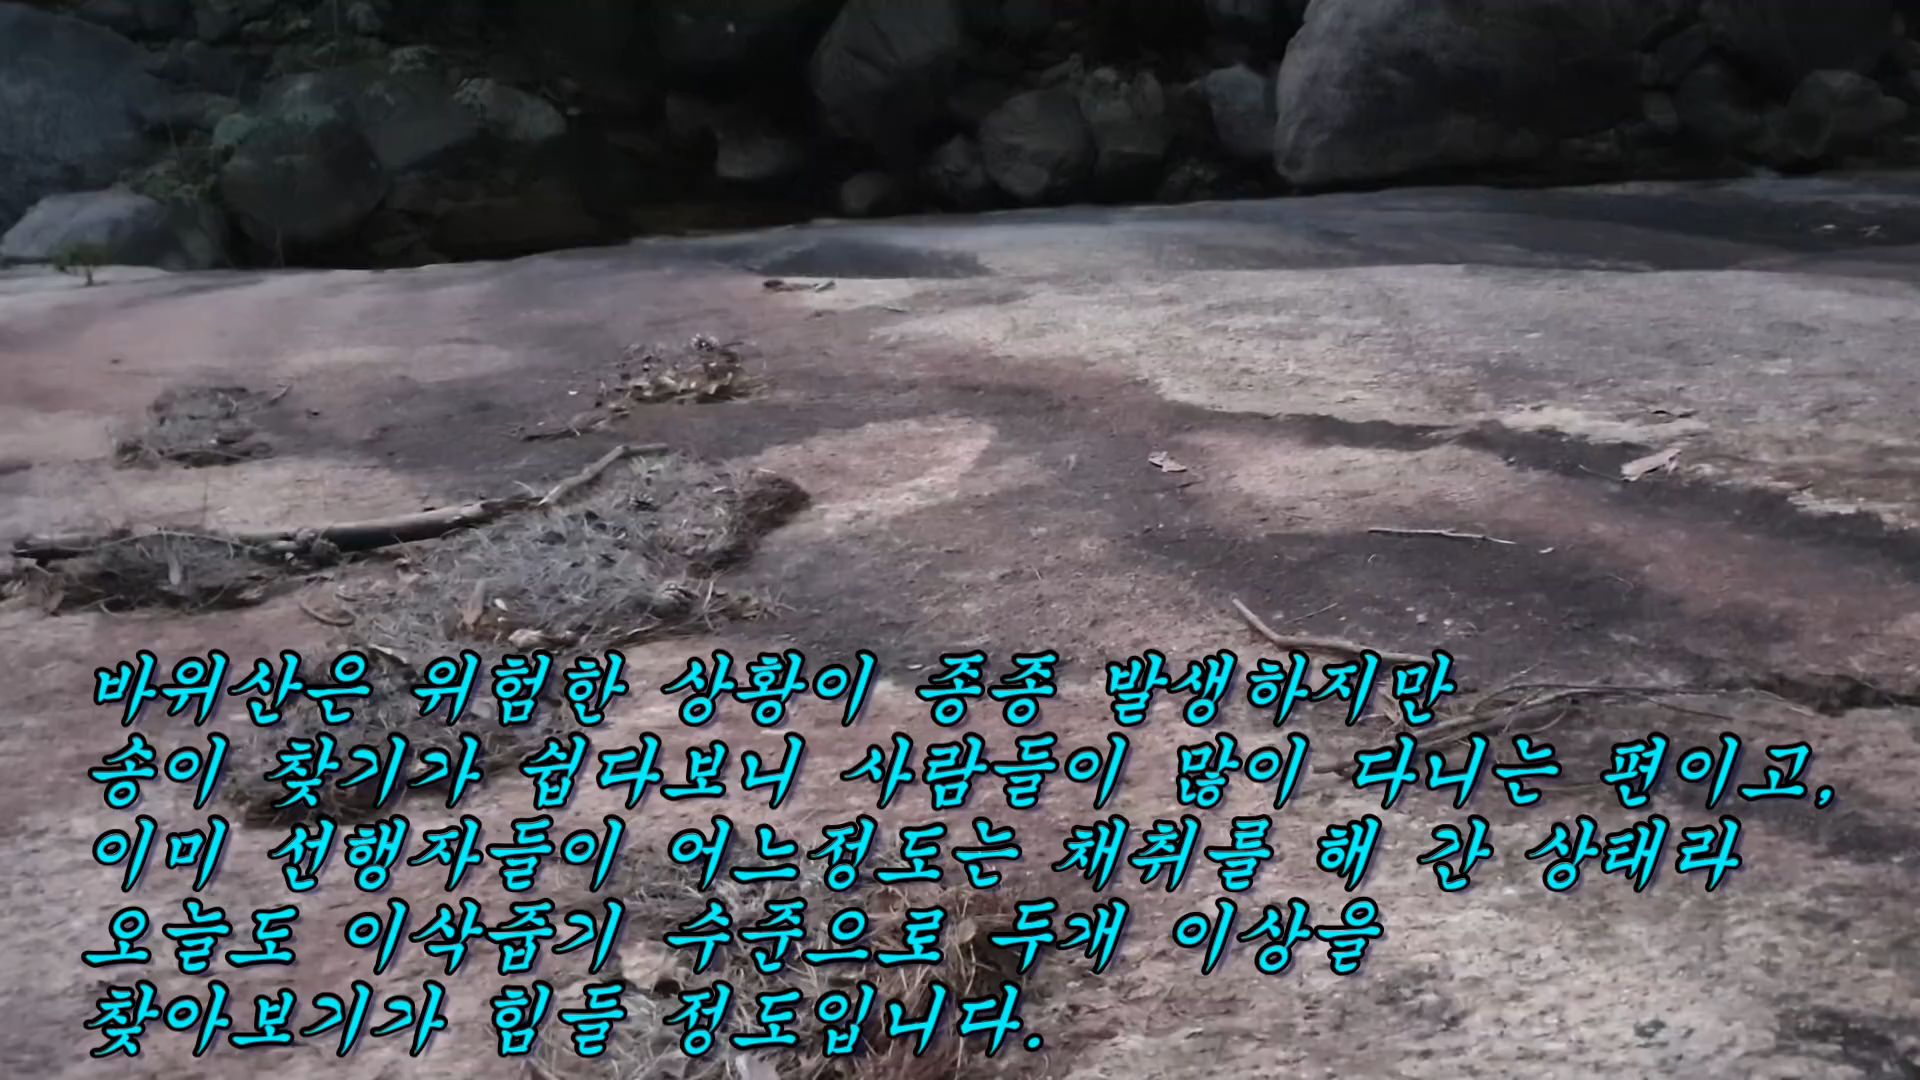 바위산은 위험한 상황이 종종 발생하지만
송이 찾기가 쉽다보니 사람들이 많이 다니는 편이고,
이미 선행자들이 어느정도는 채취를 해 간 상태라
오늘도 이삭줍기 수준으로 두개 이상을
찾아보기가 힘들 정도입니다.